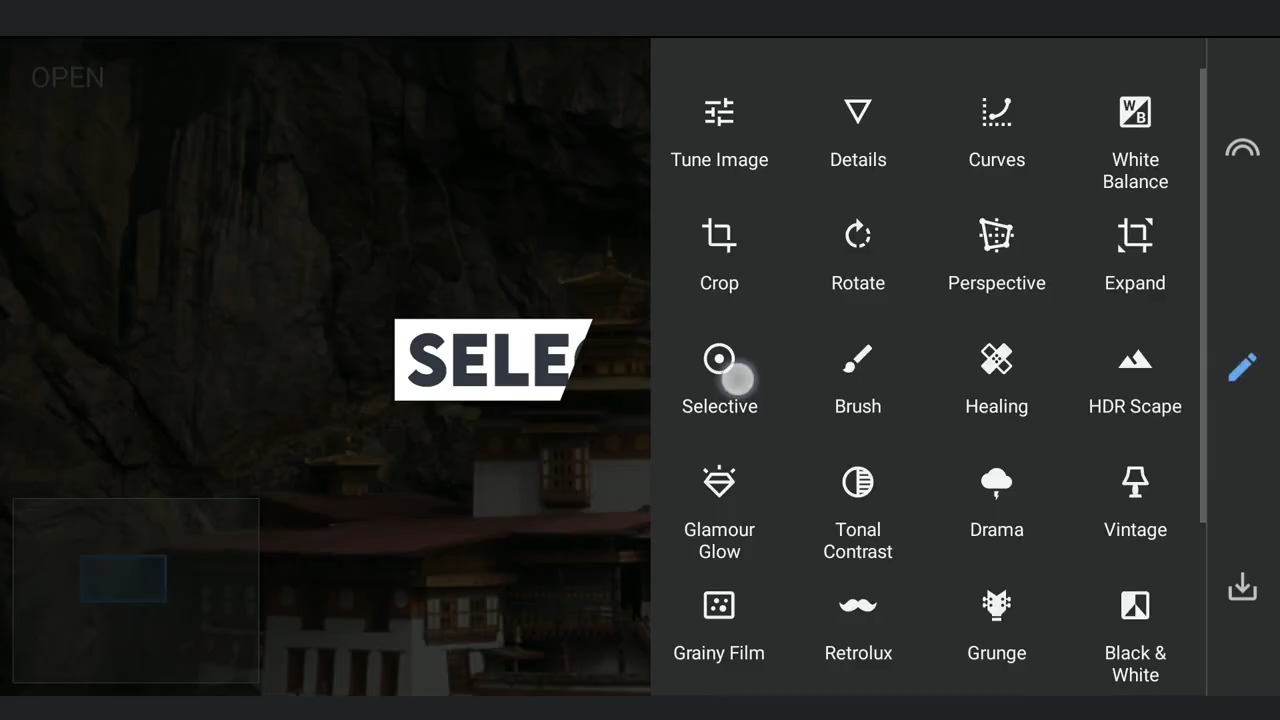 OPEN
Tune Image
Details
Curves
White
Balance
Crop
Rotate
Perspective
Expand
SELE
Selective
Brush
Healing
HDR Scape
Glamour
Glow
Tonal
Contrast
Drama
Vintage
Grainy Film
Retrolux
Grunge
Black &
White